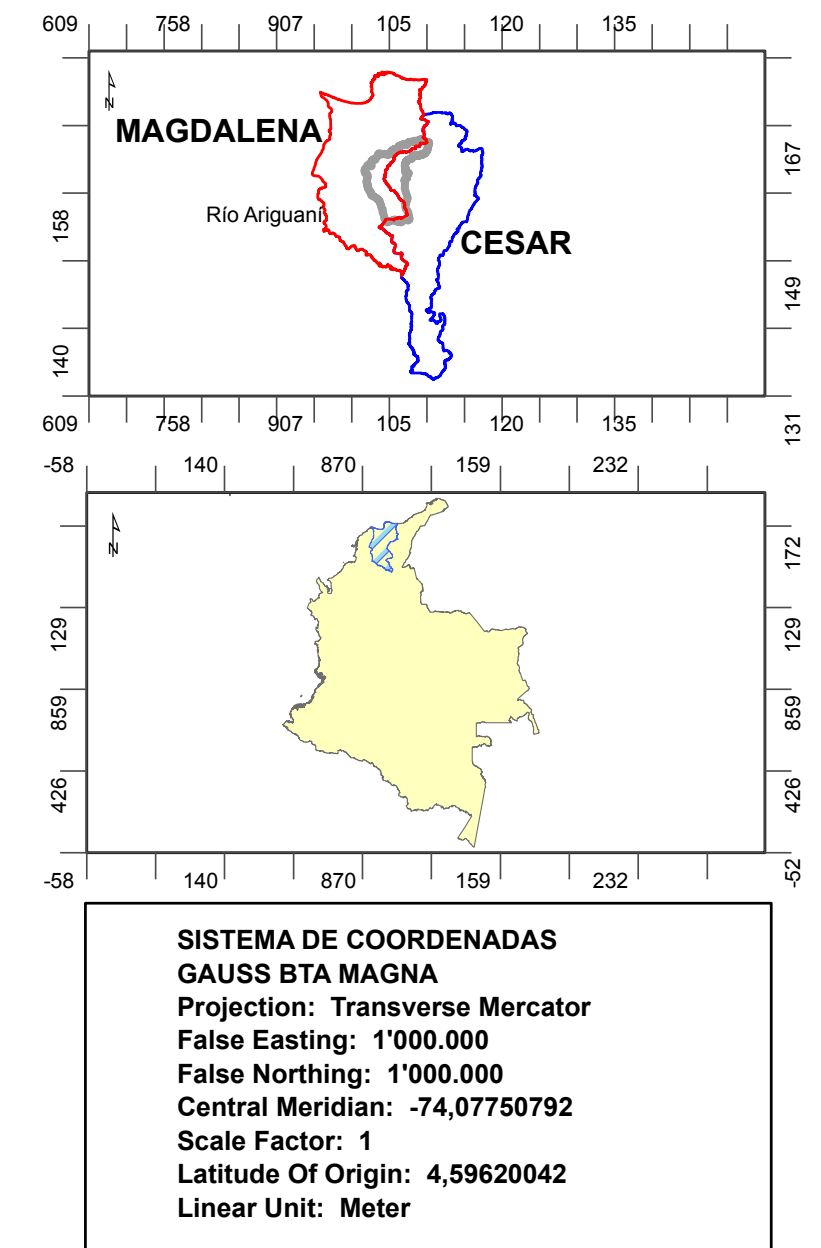 609 758 907 105 120 135
N
MAGDALENA
167
Río Ariguaní
158
CESAR
149
140
131
609 758 907 105 120 135
-58 140 870 159 232
N
172
129 129
859 859
426 426
-52
-58 140 870 159 232
SISTEMA DE COORDENADAS
GAUSS BTA MAGNA
Projection: Transverse Mercator
False Easting: 1'000.000
False Northing: 1'000.000
Central Meridian: -74,07750792
Scale Factor: 1
Latitude Of Origin: 4,59620042
Linear Unit: Meter